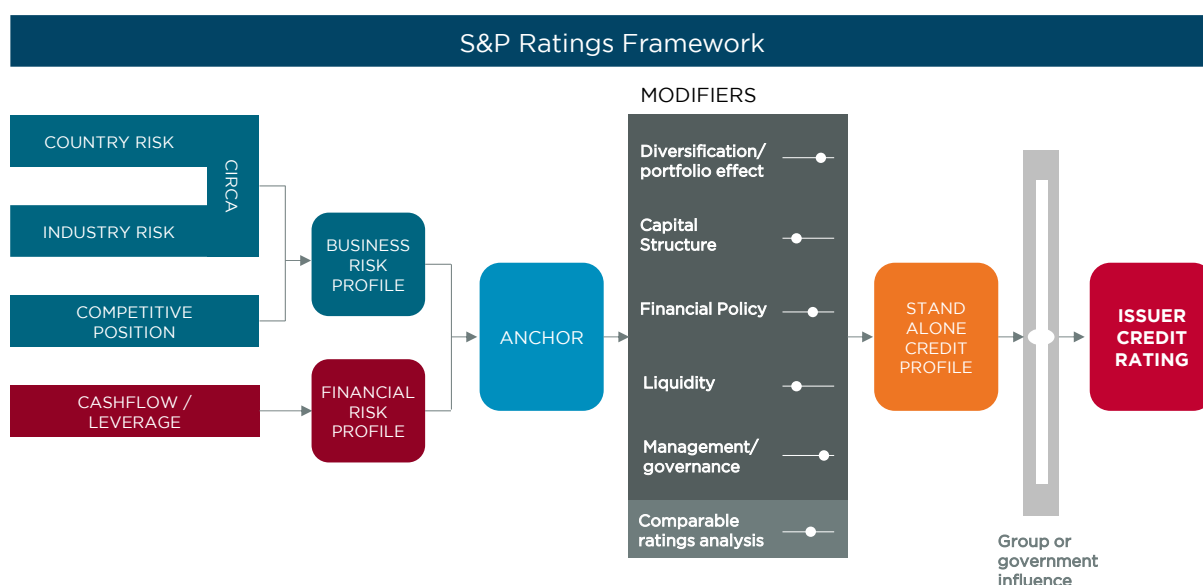 S&P Ratings Framework
MODIFIERS
COUNTRY RISK
CIRCA
INDUSTRY RISK
COMPETITIVE
POSITION
CASHFLOW /
LEVERAGE
BUSINESS
RISK
PROFILE
FINANCIAL
RISK
PROFILE
ANCHOR
Diversification/
portfolio effect
Capital
Structure
Financial Policy
Liquidity
Management/
governance
Comparable
ratings analysis
STAND
ALONE
CREDIT
PROFILE
Group or
government
influence
ISSUER
CREDIT
RATING